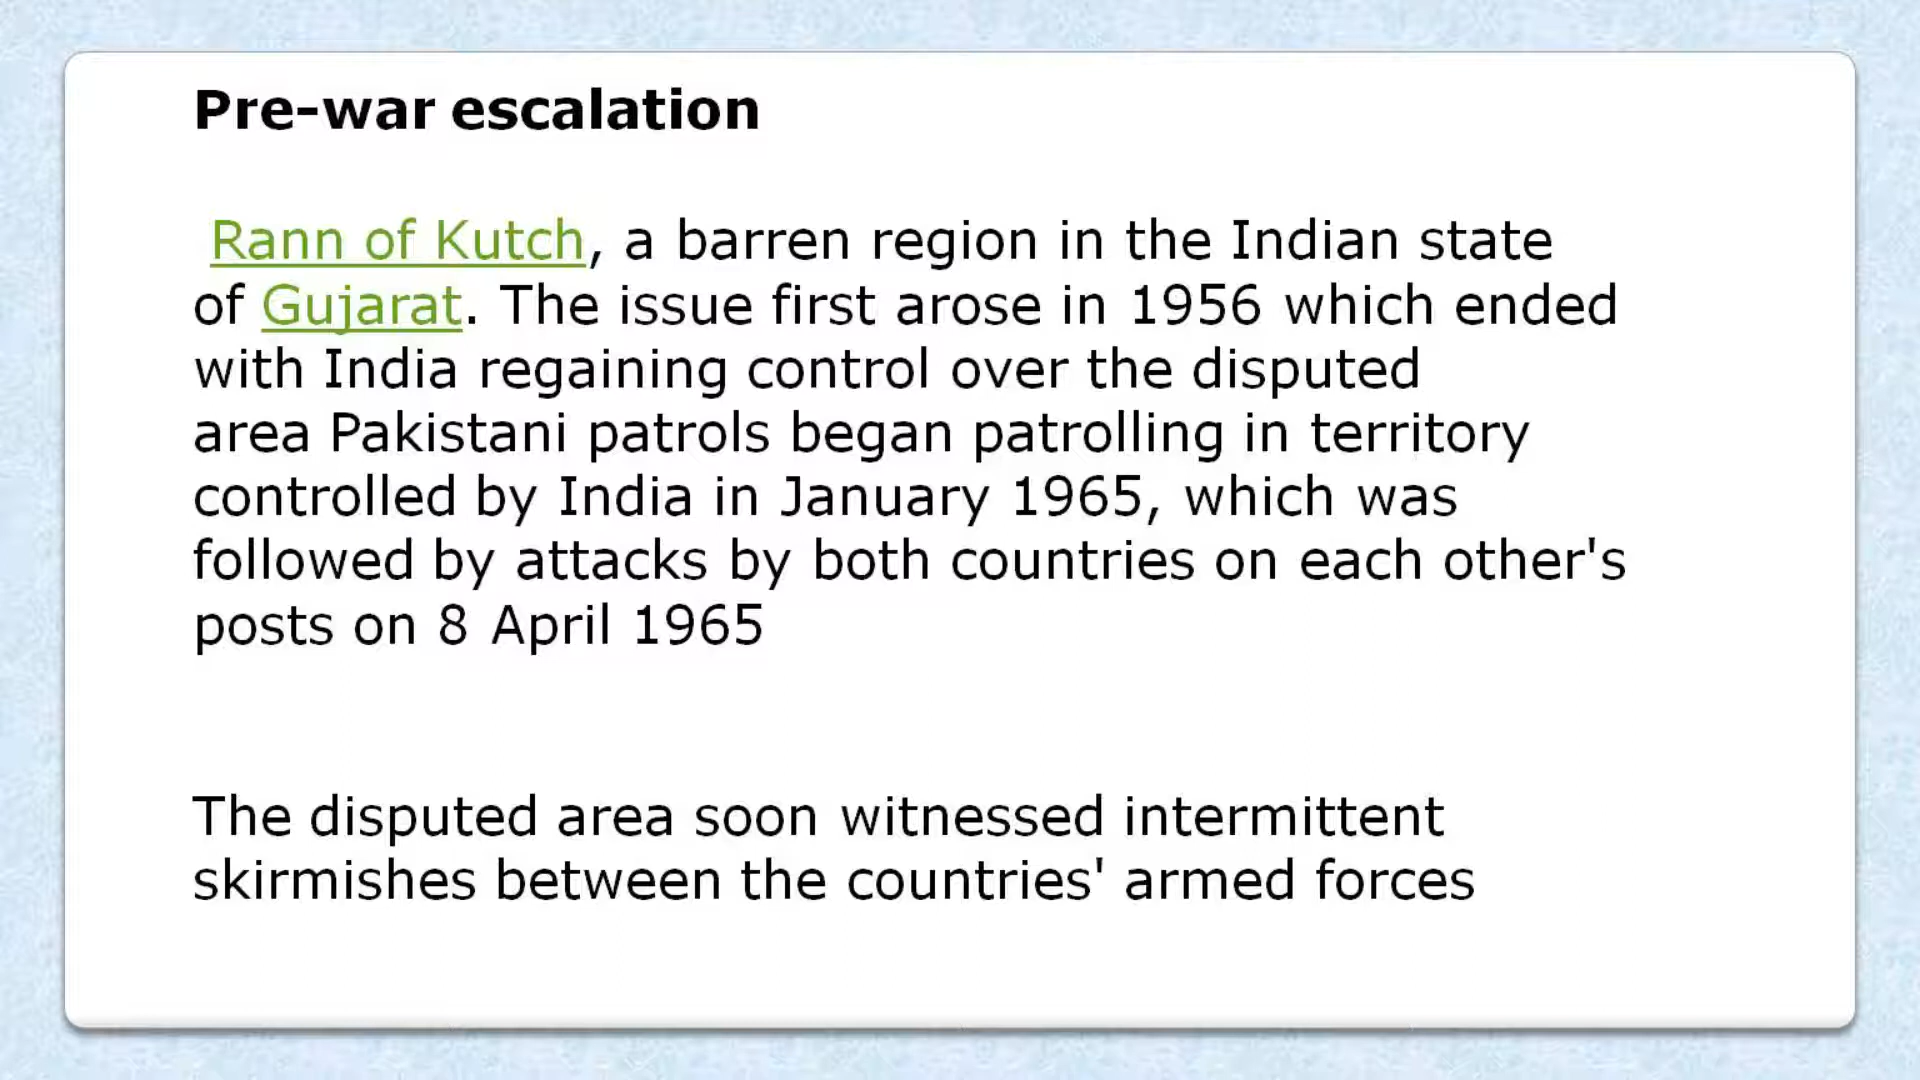 Pre-war escalation
Rann of Kutch, a barren region in the Indian state
of Gujarat. The issue first arose in 1956 which ended
with India regaining control over the disputed
area Pakistani patrols began patrolling in territory
controlled by India in January 1965, which was
followed by attacks by both countries on each other's
posts on 8 April 1965
The disputed area soon witnessed intermittent
skirmishes between the countries' armed forces